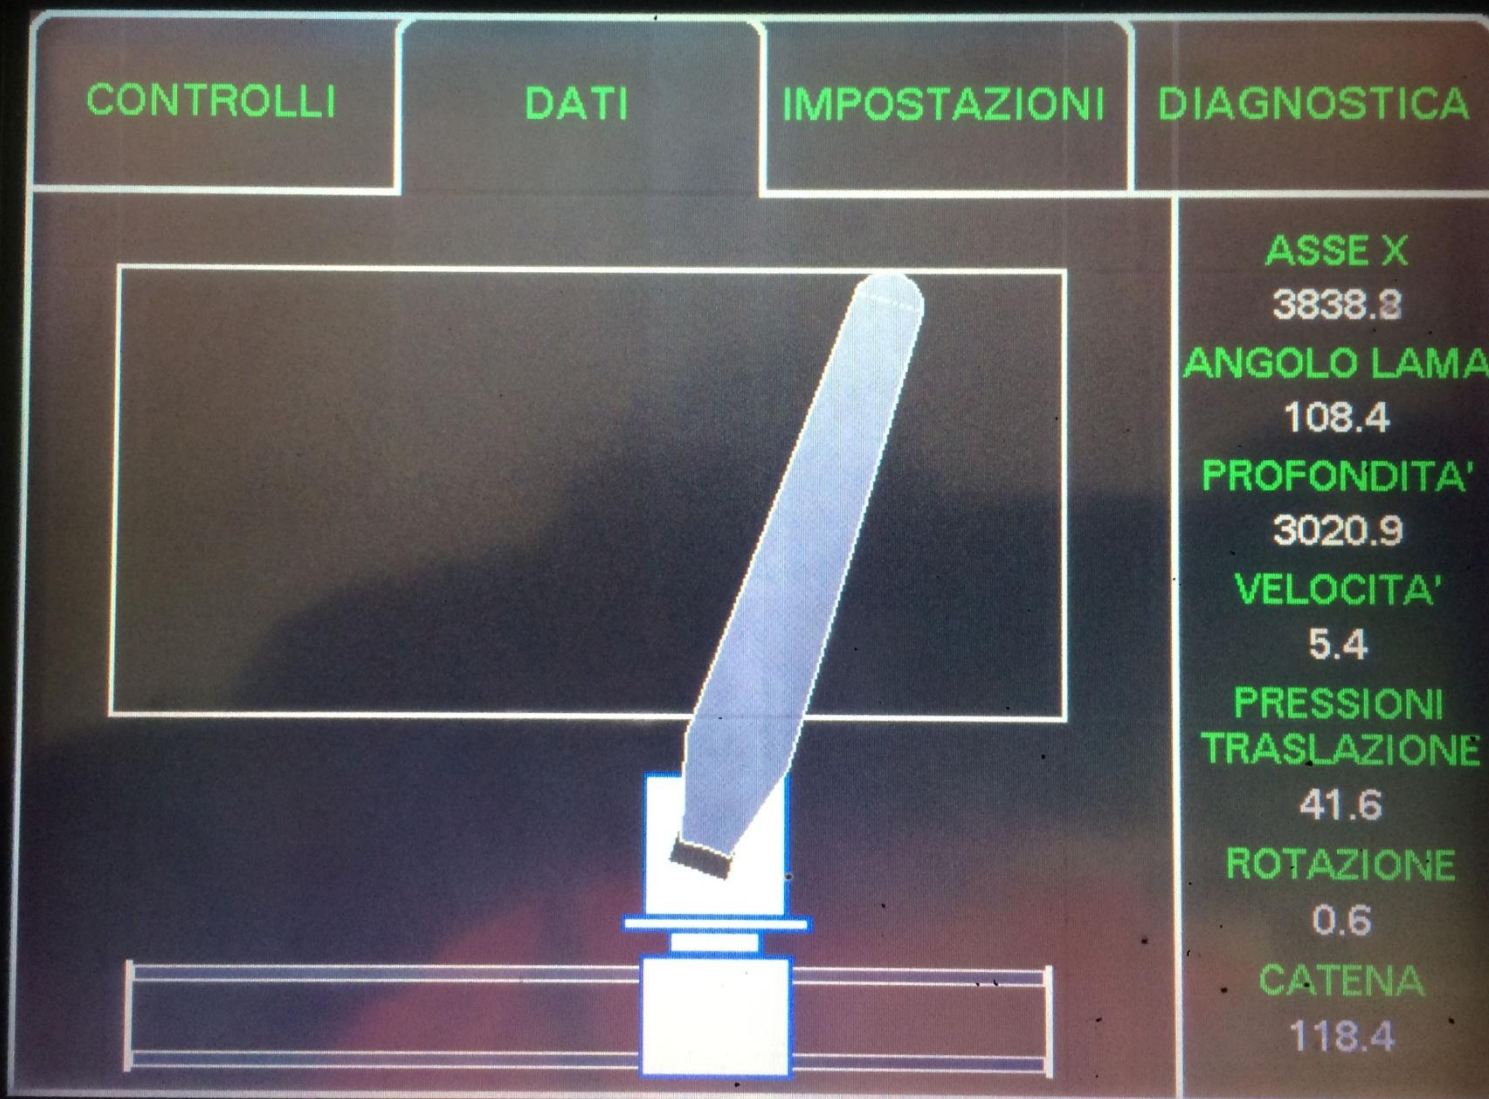 CONTROLLI
DATI
IMPOSTAZIONI
DIAGNOSTICA
ASSE X
3838.8
ANGOLO LAMA
108.4
PROFONDITA'
3020.9
VELOCITA'
5.4
PRESSIONI
TRASLAZIONE
41.6
ROTAZIONE
0.6
CATENA
118.4